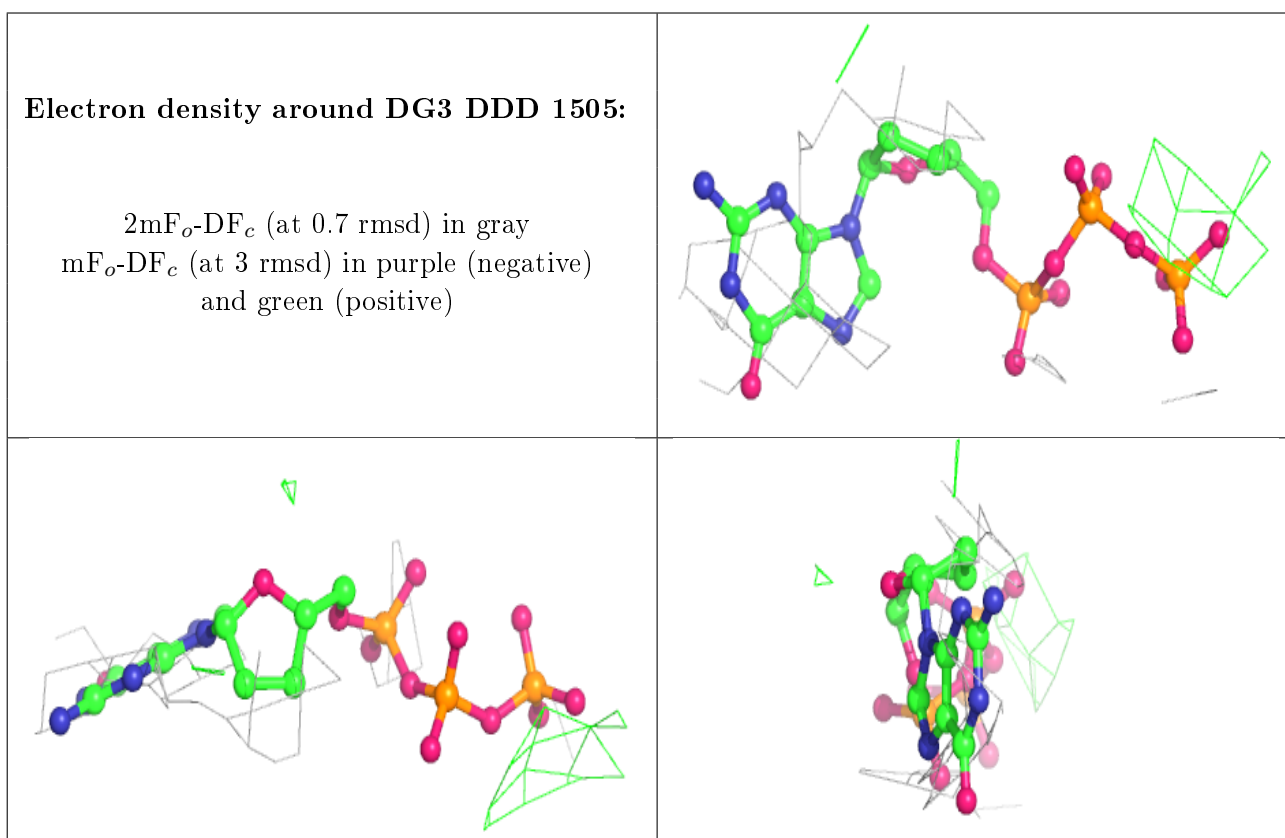 Electron density around DG3 DDD 1505:
2mFₒ-DF𝒸 (at 0.7 rmsd) in gray
mFₒ-DF𝒸 (at 3 rmsd) in purple (negative)
and green (positive)